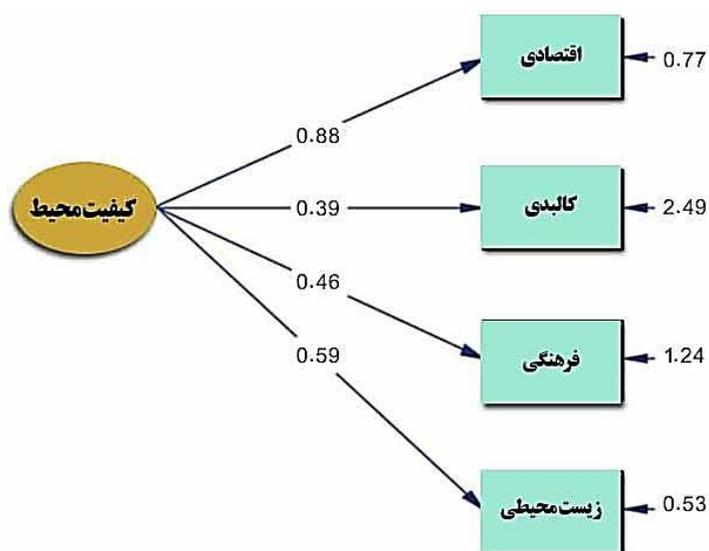 اقتصادی
0.77
0.88
کیفیت محیط
کالبدی
0.39
2.49
0.46
فرهنگی
1.24
0.59
زیست محیطی
0.53